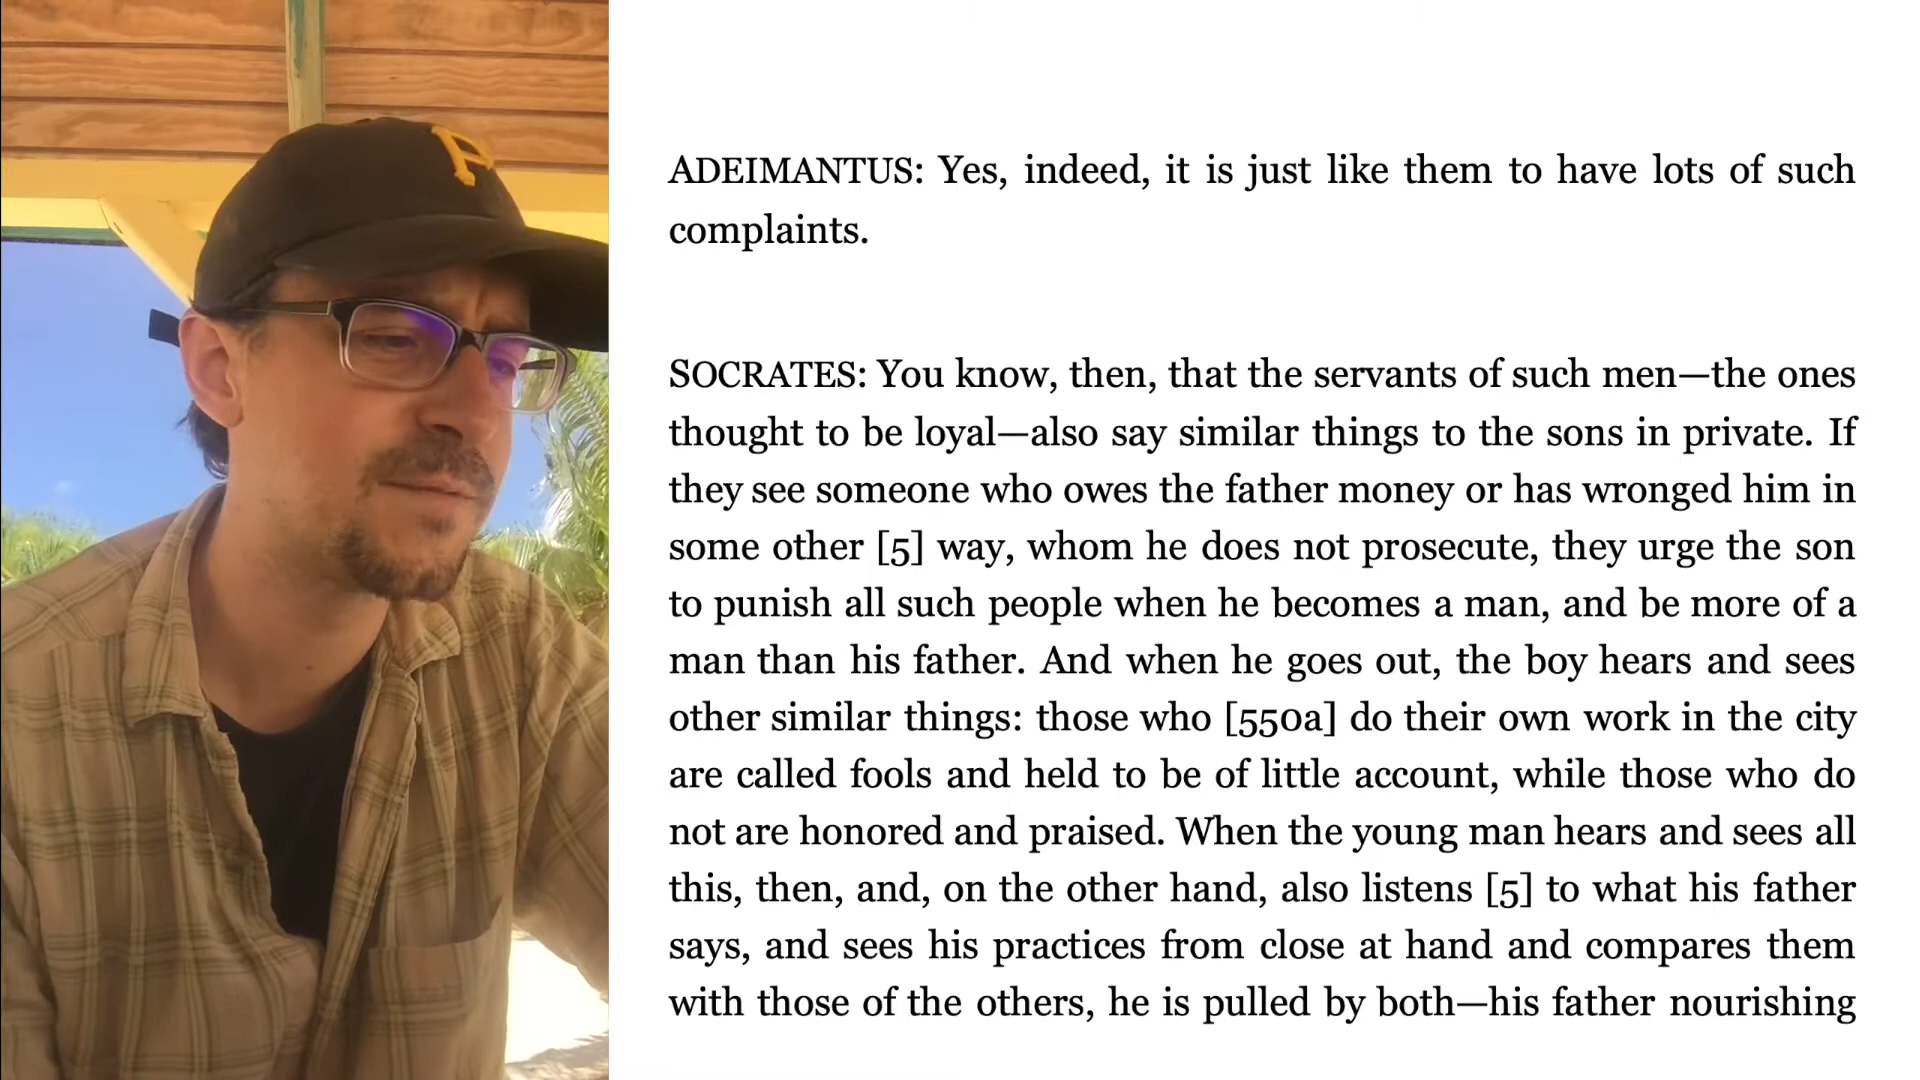 P
ADEIMANTUS: Yes, indeed, it is just like them to have lots of such
complaints.
SOCRATES: You know, then, that the servants of such men—the ones
thought to be loyal—also say similar things to the sons in private. If
they see someone who owes the father money or has wronged him in
some other [5] way, whom he does not prosecute, they urge the son
to punish all such people when he becomes a man, and be more of a
man than his father. And when he goes out, the boy hears and sees
other similar things: those who [550a] do their own work in the city
are called fools and held to be of little account, while those who do
not are honored and praised. When the young man hears and sees all
this, then, and, on the other hand, also listens [5] to what his father
says, and sees his practices from close at hand and compares them
with those of the others, he is pulled by both—his father nourishing